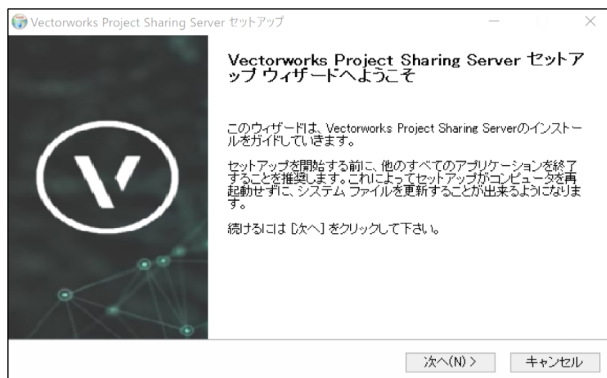 Vectorworks Project Sharing Server セットアップ
Vectorworks Project Sharing Server セットア
ップ ウィザードへようこそ
このウィザードは、Vectorworks Project Sharing Serverのインストー
ルをガイドしていきます。
セットアップを開始する前に、他のすべてのアプリケーションを終了
することを推奨します。これによってセットアップがコンピュータを再
起動せずに、システム ファイルを更新することが出来るようになりま
す。
続けるには [次へ] をクリックして下さい。
次へ(N) > キャンセル